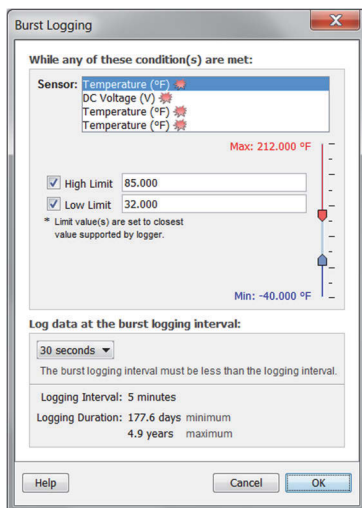 Burst Logging
While any of these condition(s) are met:
Sensor: Temperature (°F)
DC Voltage (V)
Temperature (°F)
Temperature (°F)
Max: 212.000 °F
High Limit 85.000
Low Limit 32.000
* Limit value(s) are set to closest
value supported by logger.
Min: -40.000 °F
Log data at the burst logging interval:
30 seconds
The burst logging interval must be less than the logging interval.
Logging Interval: 5 minutes
Logging Duration: 177.6 days minimum
4.9 years maximum
Help Cancel OK